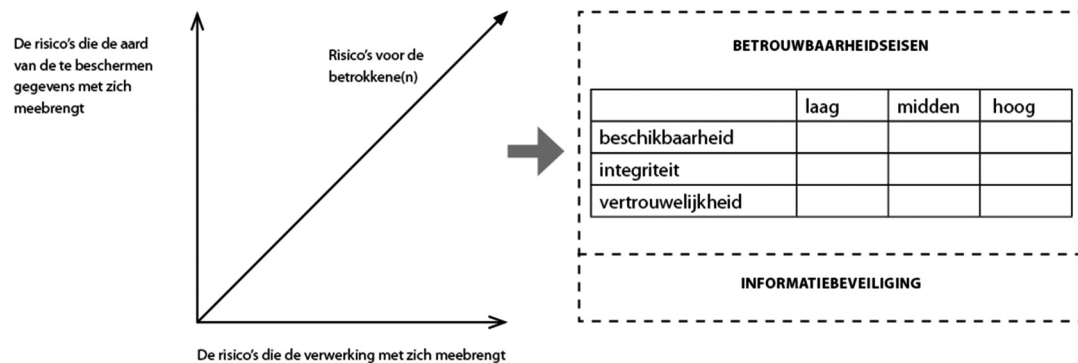 De risico's die de aard
van de te beschermen
gegevens met zich
meebrengt
Risico's voor de
betrokkene(n)
De risico's die de verwerking met zich meebrengt
BETROUWBAARHEIDSEISEN
laag midden hoog
beschikbaarheid
integriteit
vertrouwelijkheid
INFORMATIEBEVEILIGING